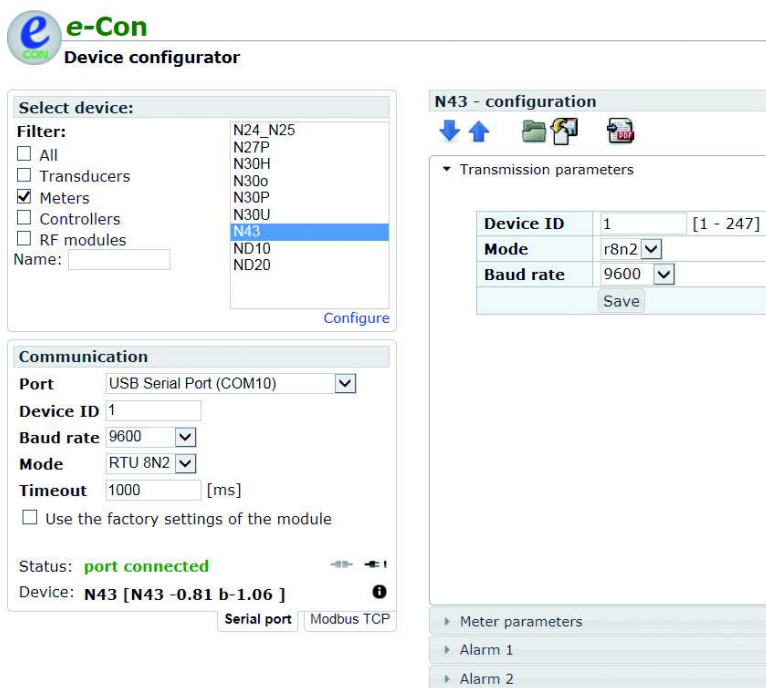 e
CON
e-Con
Device configurator
Select device:
Filter:
All
Transducers
Meters
Controllers
RF modules
Name:
N24_N25
N27P
N30H
N30o
N30P
N30U
N43
ND10
ND20
Configure
Communication
Port USB Serial Port (COM10)
Device ID 1
Baud rate 9600
Mode RTU 8N2
Timeout 1000 [ms]
Use the factory settings of the module
Status: port connected
Device: N43 [N43 -0.81 b-1.06 ]
Serial port Modbus TCP
N43 - configuration
PDF
Transmission parameters
Device ID 1 [1 - 247]
Mode r8n2
Baud rate 9600
Save
Meter parameters
Alarm 1
Alarm 2